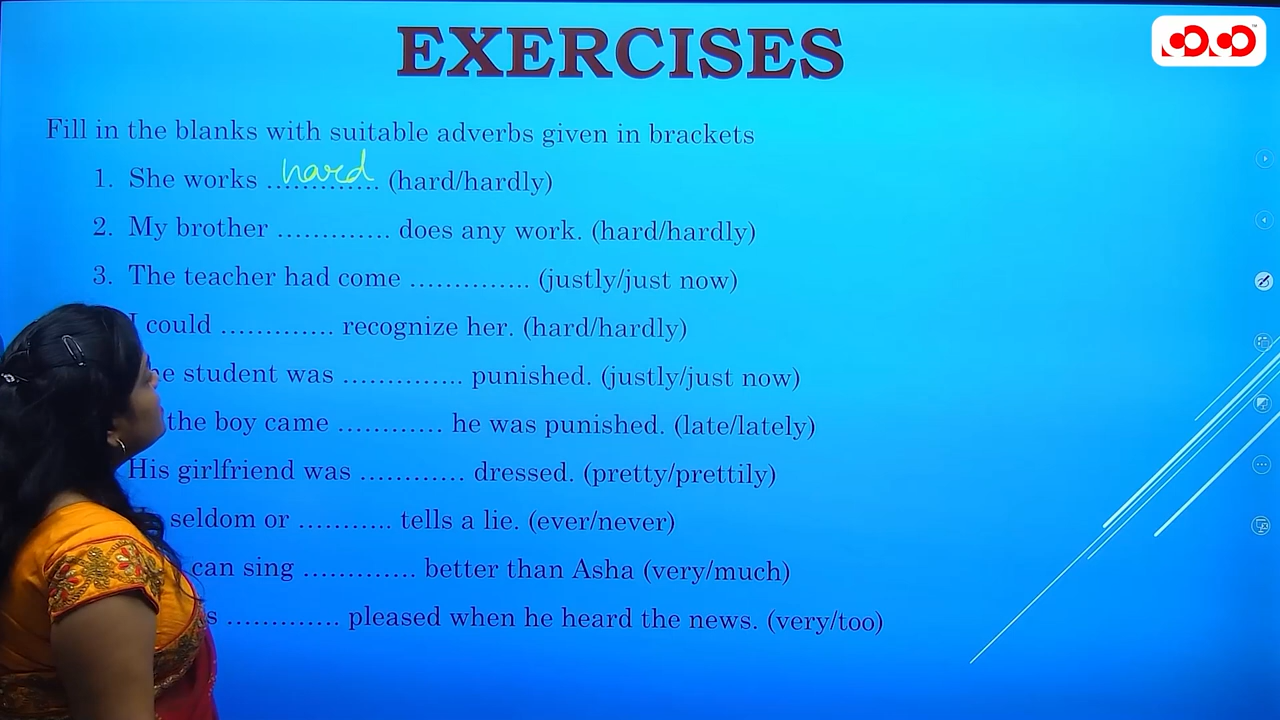 EXERCISES
Fill in the blanks with suitable adverbs given in brackets
1. She works ...hard... (hard/hardly)
2. My brother ............. does any work. (hard/hardly)
3. The teacher had come .............. (justly/just now)
I could ............. recognize her. (hard/hardly)
student was .............. punished. (justly/just now)
the boy came ............ he was punished. (late/lately)
His girlfriend was ............ dressed. (pretty/prettily)
seldom or ........... tells a lie. (ever/never)
can sing ............. better than Asha (very/much)
............. pleased when he heard the news. (very/too)